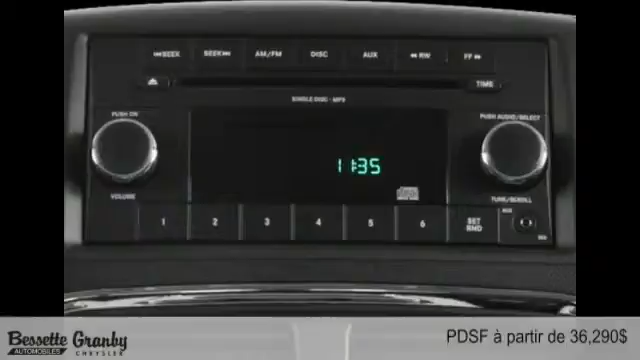 ⏮SEEK SEEK⏭ AM/FM DISC AUX ◀◀ RW FF ▶▶
TIME
SINGLE DISC - MP3
PUSH ON
PUSH AUDIO/SELECT
11:35
VOLUME
TUNE/SCROLL
1 2 3 4 5 6 SET RND
AUX
Bessette Granby
AUTOMOBILES CHRYSLER
PDSF à partir de 36,290$